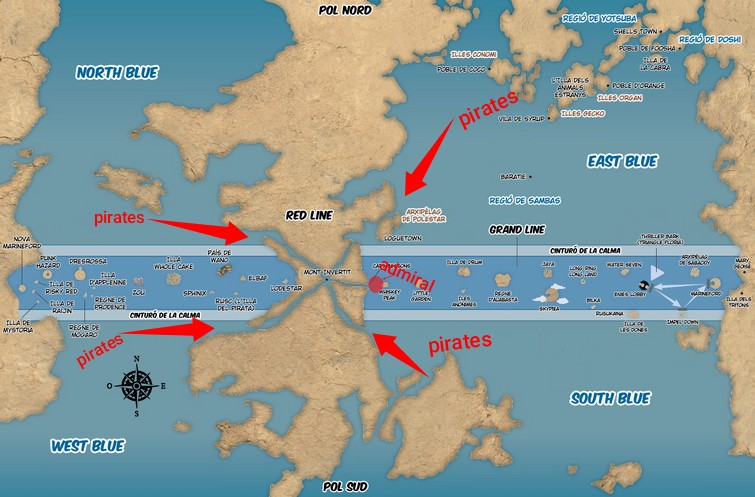 POL NORD
REGIÓ DE YOTSUBA
SHELLS TOWN
POBLE DE FOOSHA
REGIÓ DE DOSHI
ILLES CONOMI
POBLE DE COCO
ILLA DE
LA CABRA
L'ILLA DELS
ANIMALS
ESTRANYS
POBLE D'ORANGE
ILLES ORGAN
NORTH BLUE
pirates
VILA DE SYRUP
ILLES GECKO
EAST BLUE
BARATIE
REGIÓ DE SAMBAS
pirates
RED LINE
ARXIPÈLAG
DE POLESTAR
GRAND LINE
LOGUETOWN
NOVA
MARINEFORD
CINTURÓ DE LA CALMA
THRILLER BARK
(TRIANGLE FLORIÀ)
PUNK
HAZARD
DRESSROSA
ILLA
WHOLE CAKE
PAÍS DE
WANO
ILLA DE DRUM
JAYA
WATER SEVEN
ARXIPÈLAG
DE SABAODY
MARY
GEOISE
ILLA D'APPLENINE
ELBAF
MONT INVERTIT
LONG RING
LONG LAND
admiral
ILLA DE
RISKY RED
ZOU
LODESTAR
WHISKEY
PEAK
LITTLE
GARDEN
REGNE
D'ALABASTA
ENIES LOBBY
MARINEFORD
ILLA DE
RAIJIN
REGNE DE
PRODENCE
SPHINX
RUSC (L'ILLA
DEL PIRATA)
ILLES
ANÒNIMES
SKYPEA
BILKA
ILLA DELS
TRITONS
ILLA DE
MYSTORIA
REGNE DE
MOGARO
CINTURÓ DE LA CALMA
RUSUKAINA
ILLA DE
LES DONES
IMPEL DOWN
pirates
pirates
N
O
E
S
SOUTH BLUE
WEST BLUE
POL SUD